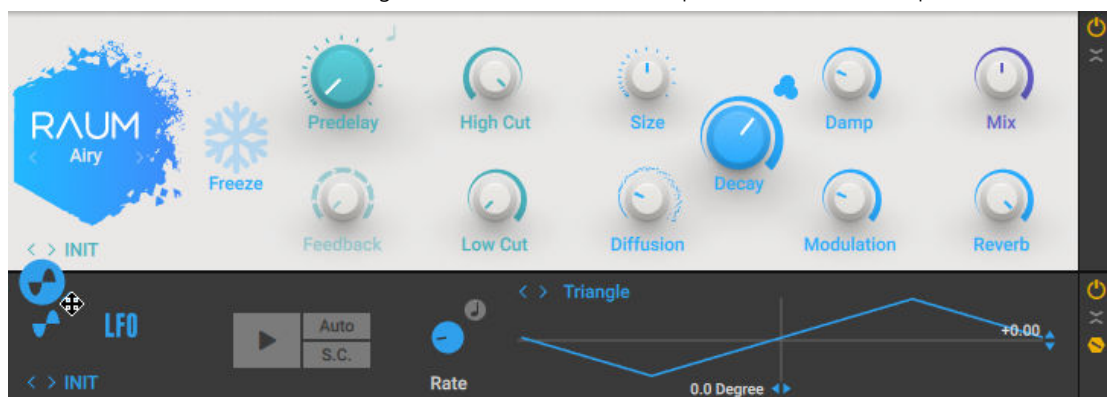 RAUM
Airy
Freeze
Predelay
High Cut
Size
Damp
Mix
Decay
Feedback
Low Cut
Diffusion
Modulation
Reverb
< > INIT
LFO
Auto
S.C.
Rate
< > Triangle
+0.00
0.0 Degree
< > INIT